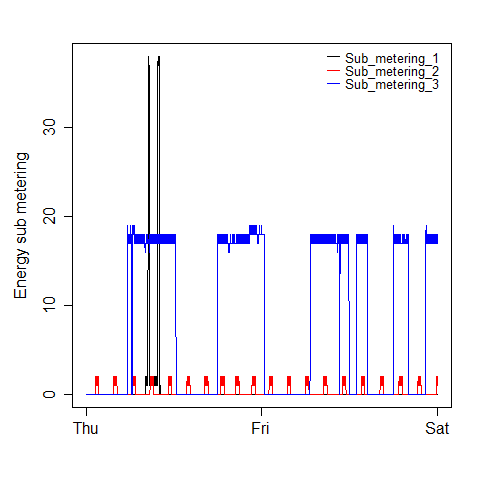 Sub_metering_1
Sub_metering_2
Sub_metering_3
Energy sub metering
30
20
10
0
Thu
Fri
Sat